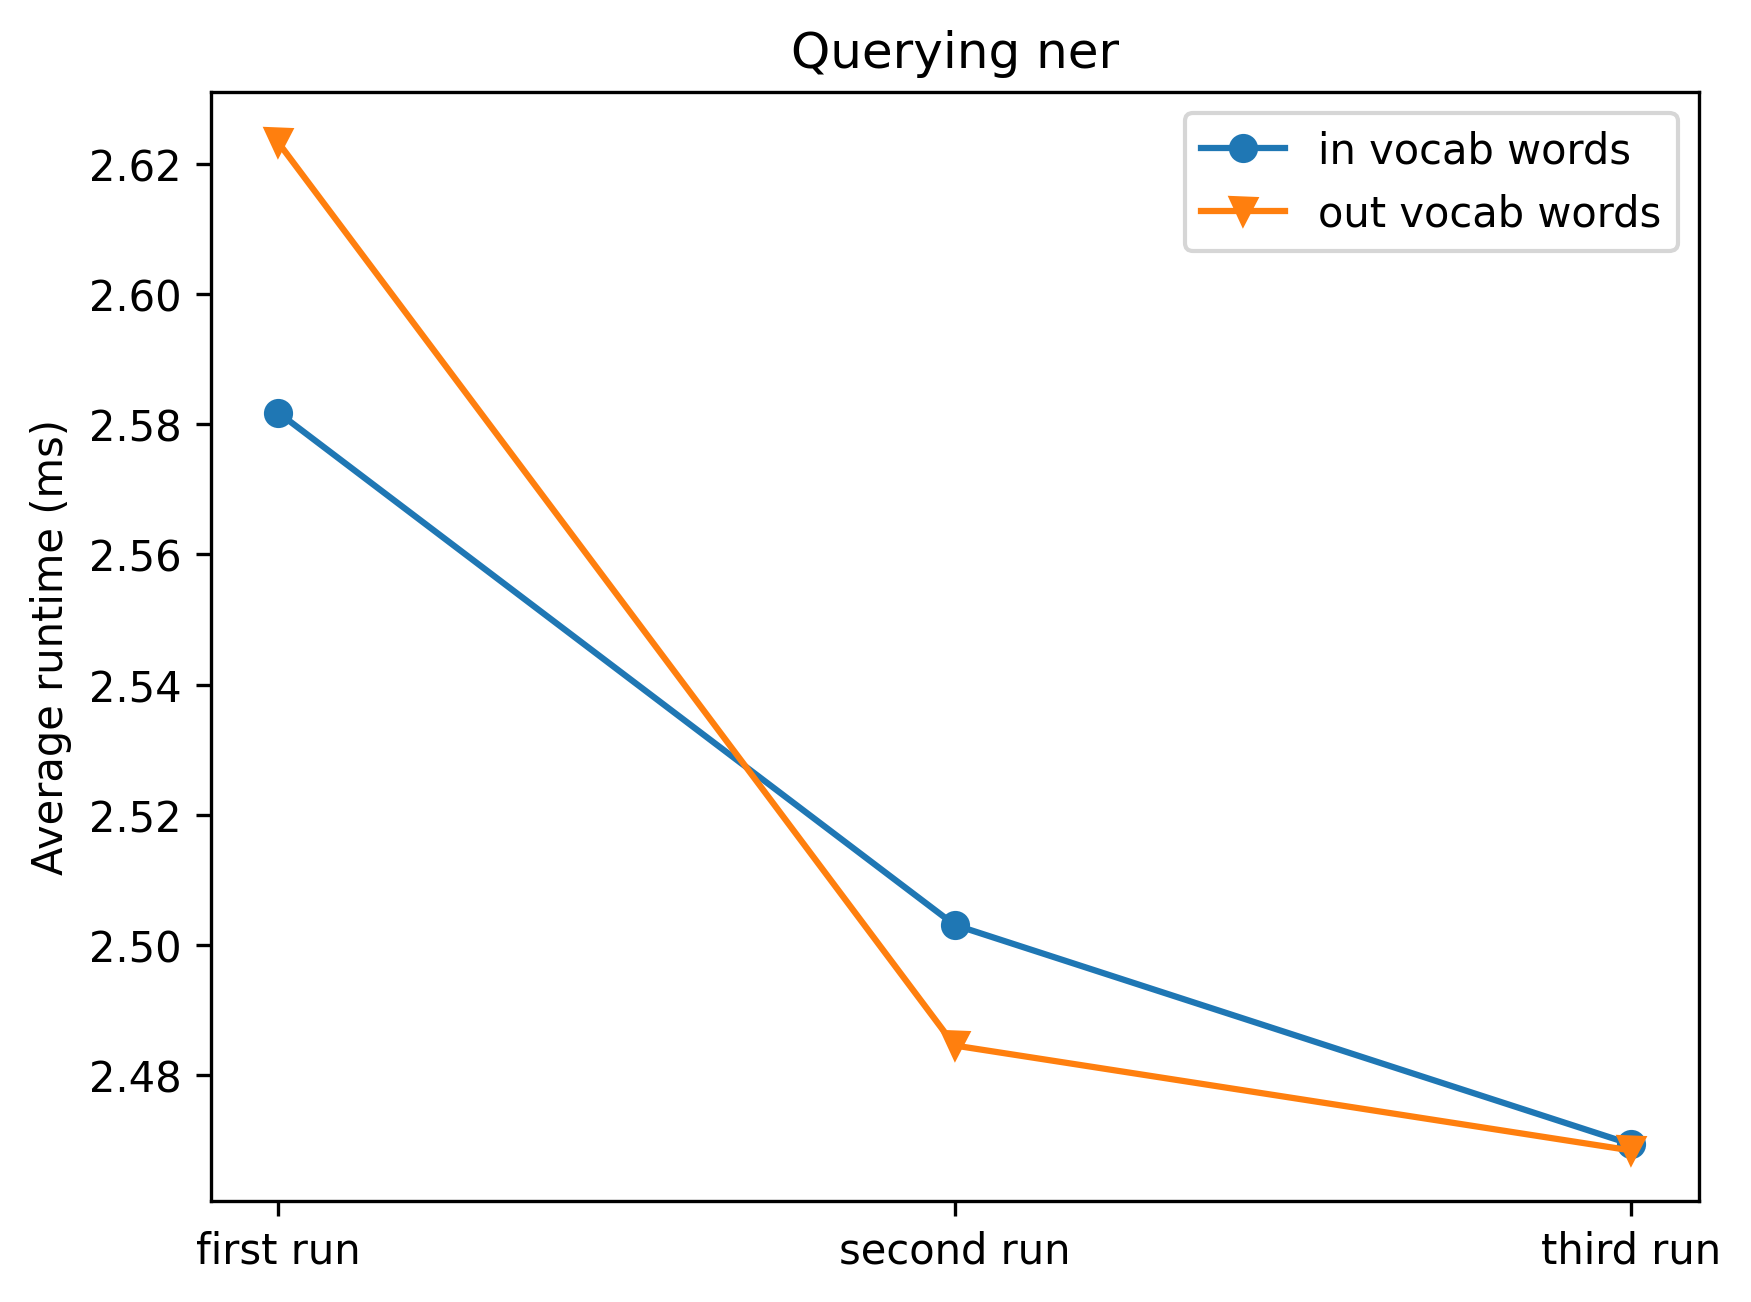 Querying ner
in vocab words
out vocab words
Average runtime (ms)
2.62
2.60
2.58
2.56
2.54
2.52
2.50
2.48
first run
second run
third run